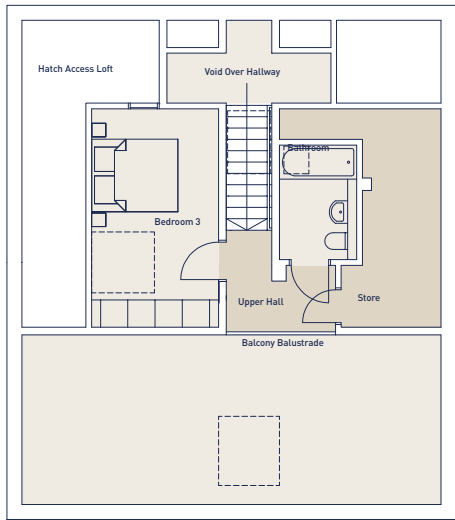 Hatch Access Loft
Void Over Hallway
Bathroom
Bedroom 3
Upper Hall
Store
Balcony Balustrade